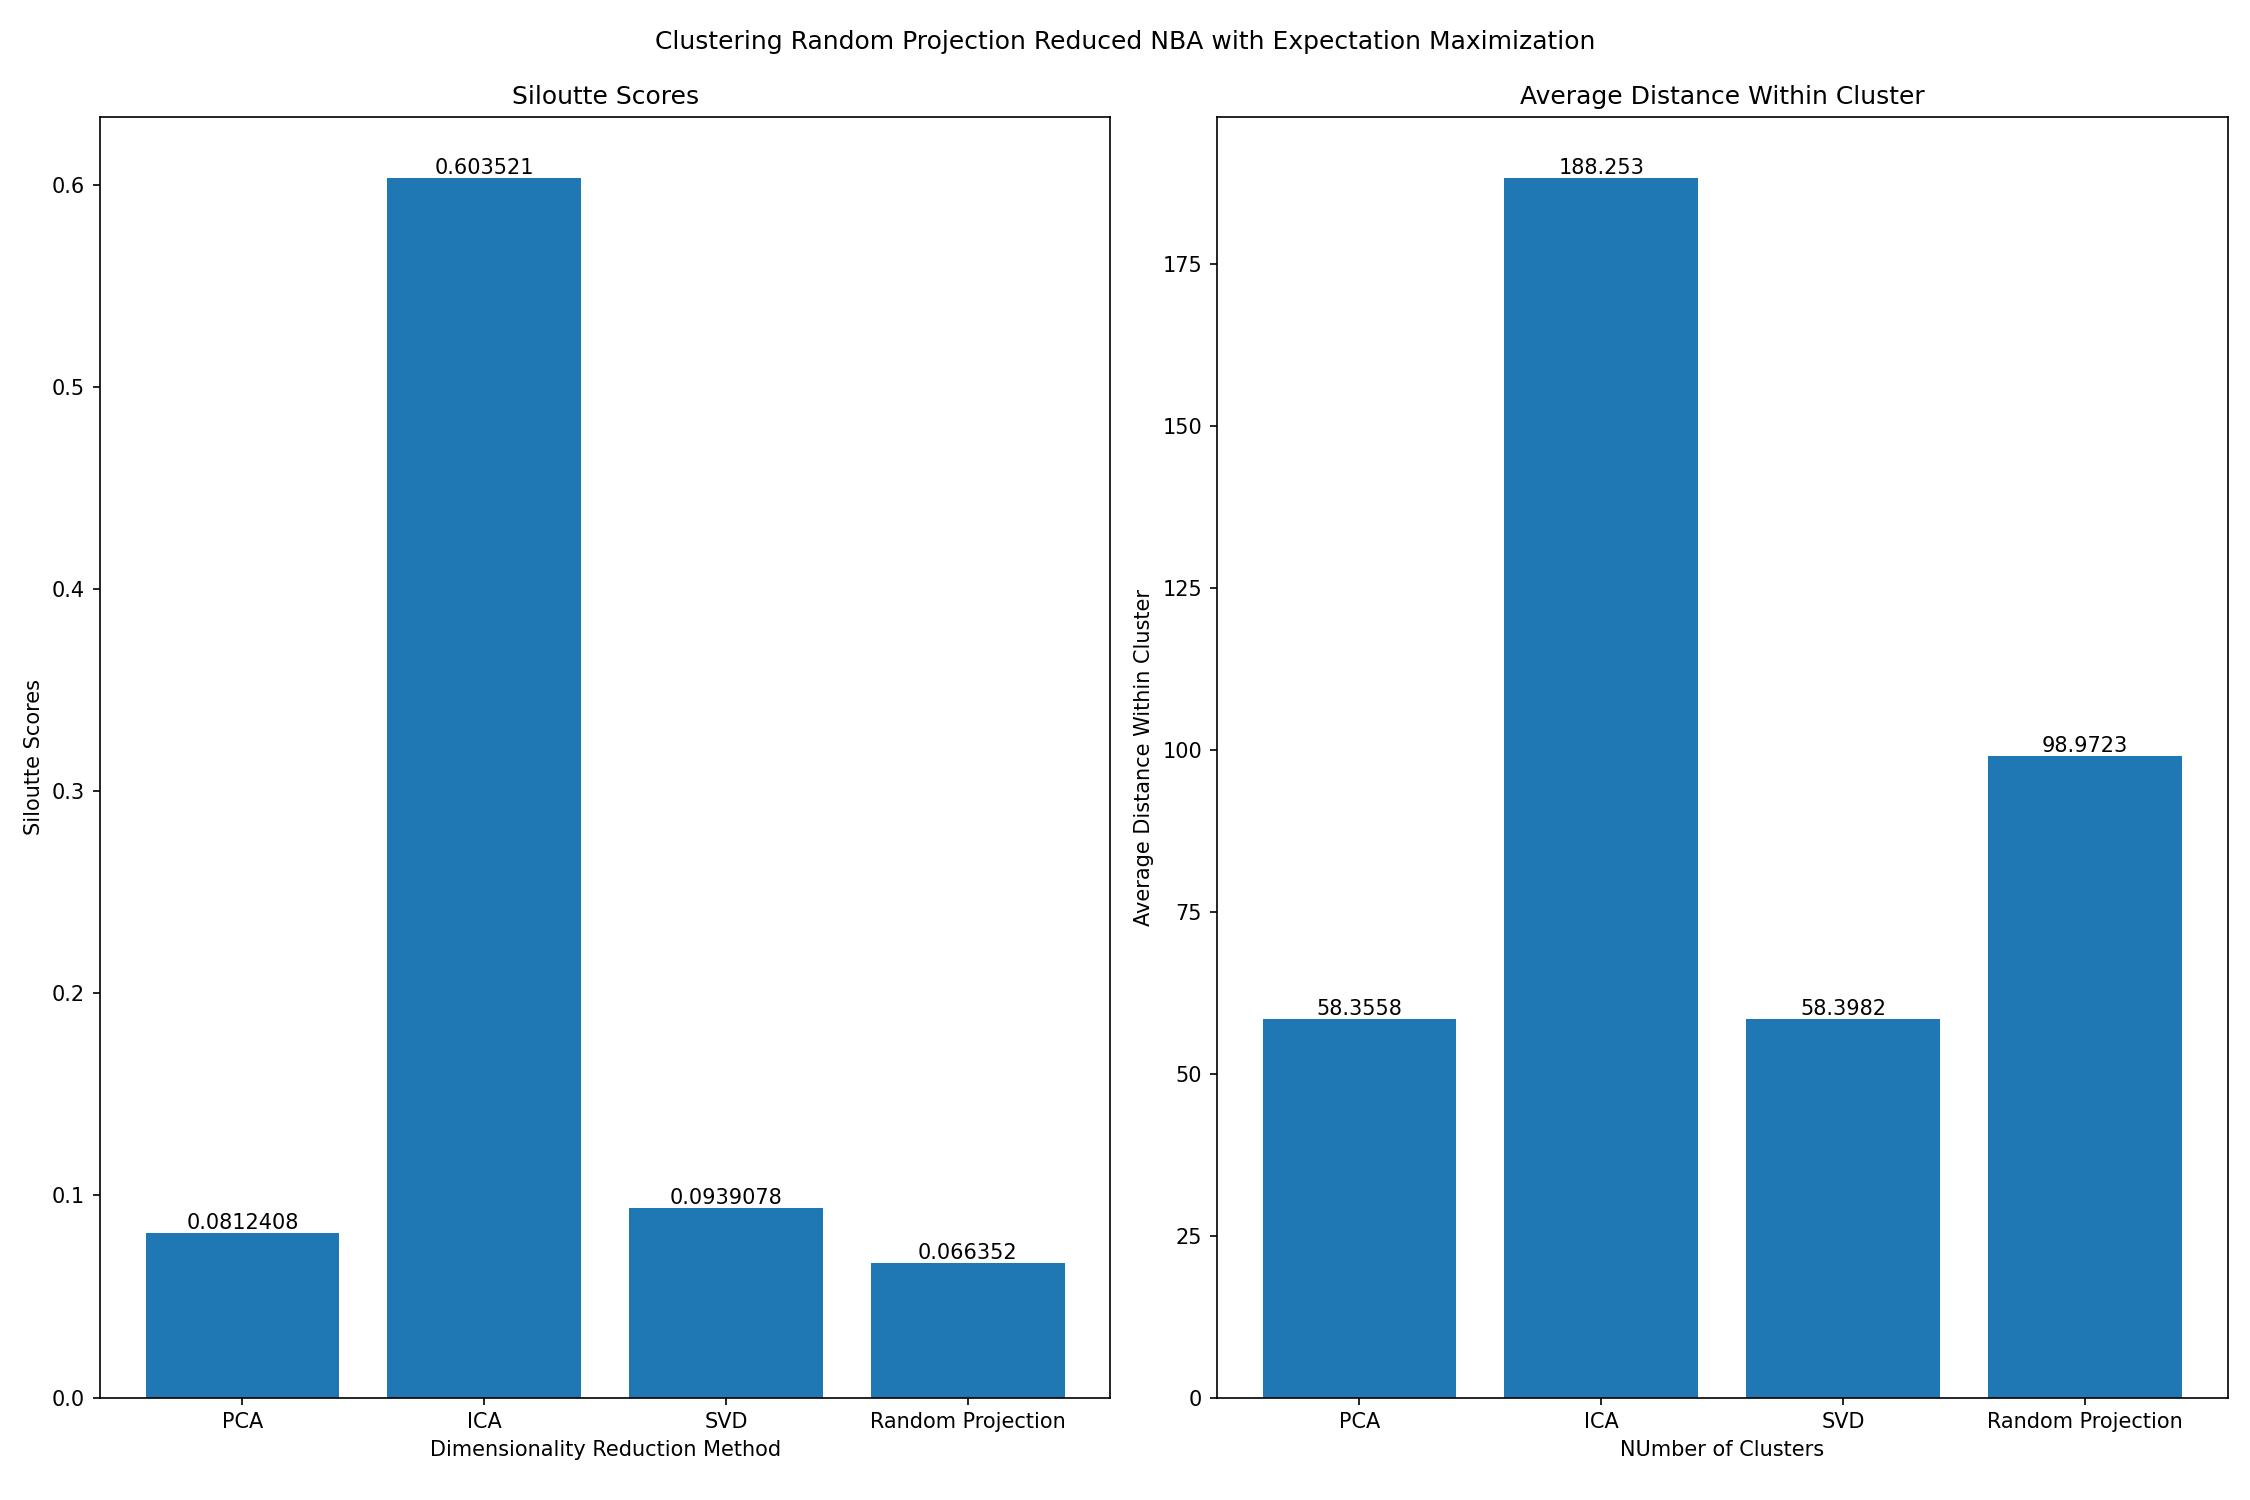 Clustering Random Projection Reduced NBA with Expectation Maximization
Siloutte Scores
0.6
0.5
0.4
0.3
0.2
0.1
0.0
Siloutte Scores
0.0812408
0.603521
0.0939078
0.066352
PCA
ICA
SVD
Random Projection
Dimensionality Reduction Method
Average Distance Within Cluster
175
150
125
100
75
50
25
0
Average Distance Within Cluster
58.3558
188.253
58.3982
98.9723
PCA
ICA
SVD
Random Projection
NUmber of Clusters